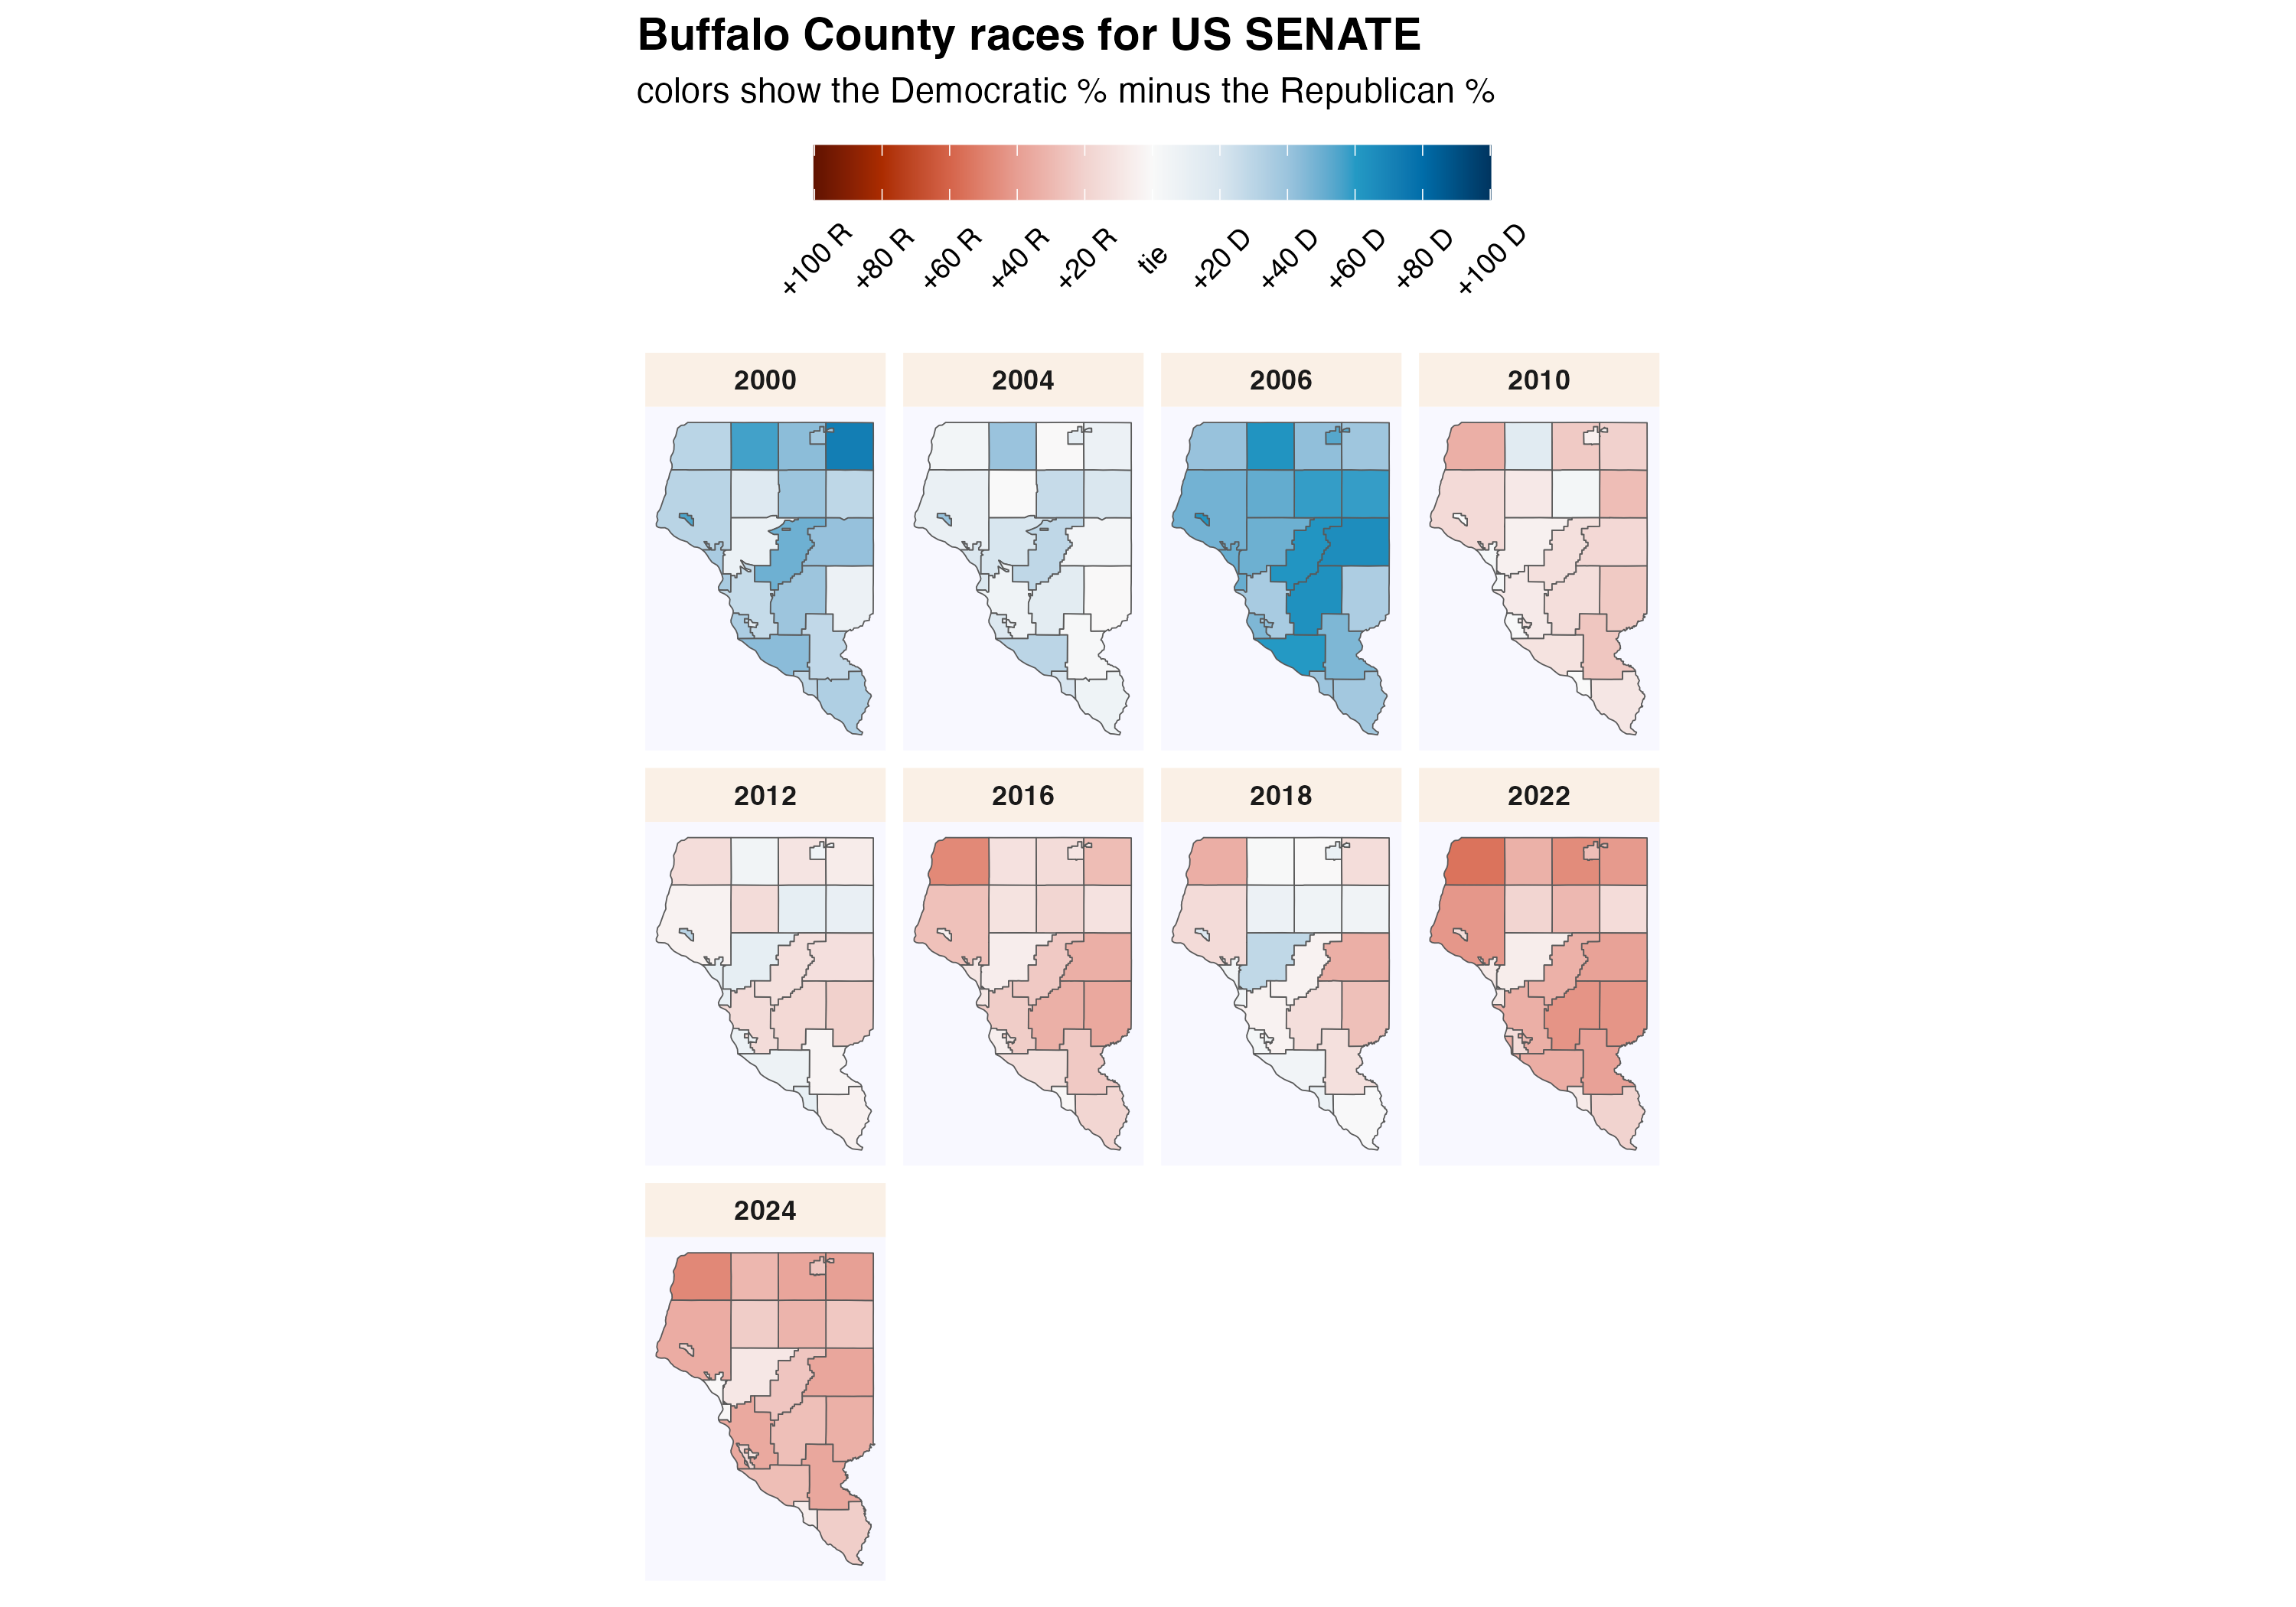 Buffalo County races for US SENATE
colors show the Democratic % minus the Republican %
+100 R +80 R +60 R +40 R +20 R tie +20 D +40 D +60 D +80 D +100 D
2000 2004 2006 2010
2012 2016 2018 2022
2024